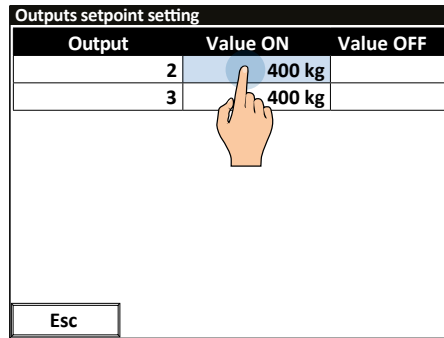 Outputs setpoint setting
Output Value ON Value OFF
2 400 kg
3 400 kg
Esc